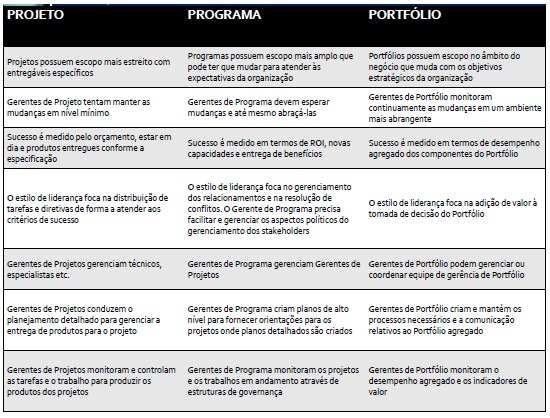 PROJETO PROGRAMA PORTFÓLIO
Projetos possuem escopo mais estreito com
entregáveis específicos
Programas possuem escopo mais amplo que
pode ter que mudar para atender às
expectativas da organização
Portfólios possuem escopo no âmbito do
negócio que muda com os objetivos
estratégicos da organização
Gerentes de Projeto tentam manter as
mudanças em nível mínimo
Gerentes de Programa devem esperar
mudanças e até mesmo abraçá-las
Gerentes de Portfólio monitoram
continuamente as mudanças em um ambiente
mais abrangente
Sucesso é medido pelo orçamento, estar em
dia e produtos entregues conforme a
especificação
Sucesso é medido em termos de ROI, novas
capacidades e entrega de benefícios
Sucesso é medido em termos de desempenho
agregado dos componentes do Portfólio
O estilo de liderança foca na distribuição de
tarefas e diretivas de forma a atender aos
critérios de sucesso
O estilo de liderança foca no gerenciamento
dos relacionamentos e na resolução de
conflitos. O Gerente de Programa precisa
facilitar e gerenciar os aspectos políticos do
gerenciamento dos stakeholders
O estilo de liderança foca na adição de valor à
tomada de decisão do Portfólio
Gerentes de Projetos gerenciam técnicos,
especialistas etc.
Gerentes de Programa gerenciam Gerentes de
Projetos
Gerentes de Portfólio podem gerenciar ou
coordenar equipe de gerência de Portfólio
Gerentes de Projetos conduzem o
planejamento detalhado para gerenciar a
entrega de produtos para o projeto
Gerentes de Programa criam planos de alto
nível para fornecer orientações para os
projetos onde planos detalhados são criados
Gerentes de Portfólio criam e mantém os
processos necessários e a comunicação
relativos ao Portfólio agregado
Gerentes de Projetos monitoram e controlam
as tarefas e o trabalho para produzir os
produtos dos projetos
Gerentes de Programa monitoram os projetos
e os trabalhos em andamento através de
estruturas de governança
Gerentes de Portfólio monitoram o
desempenho agregado e os indicadores de
valor